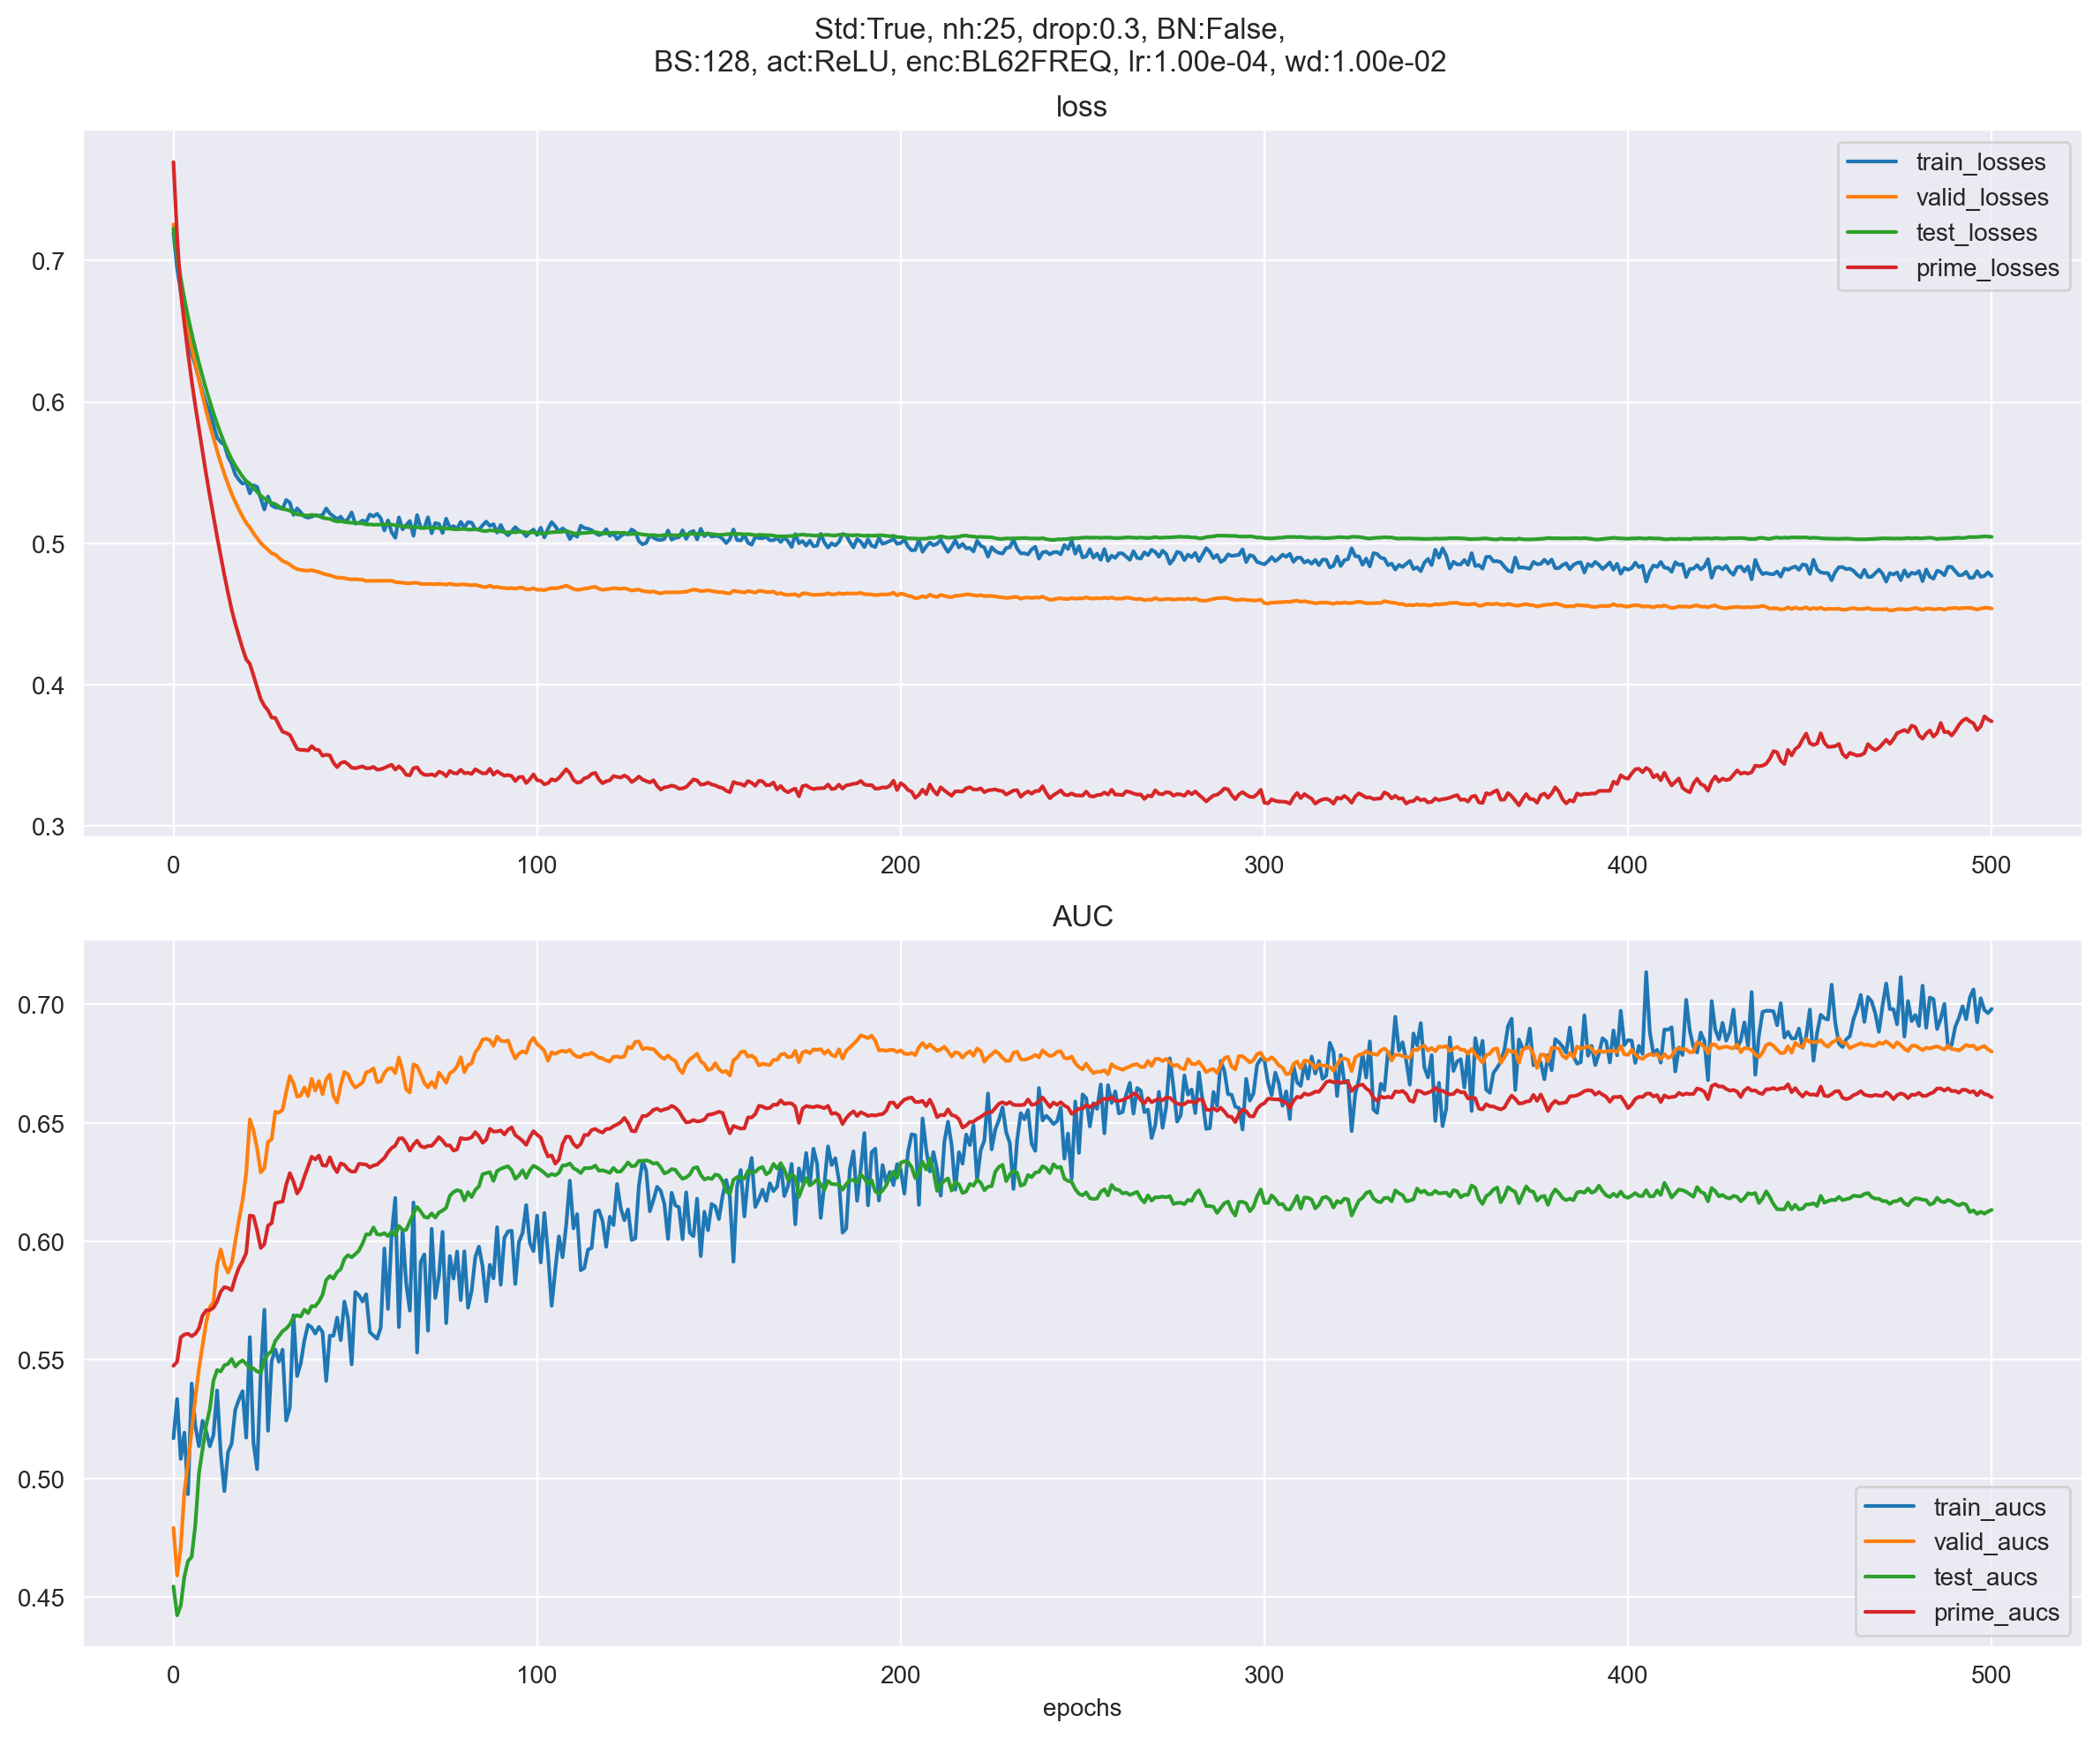 Std:True, nh:25, drop:0.3, BN:False,
BS:128, act:ReLU, enc:BL62FREQ, lr:1.00e-04, wd:1.00e-02
loss
train_losses
valid_losses
test_losses
prime_losses
0.7
0.6
0.5
0.4
0.3
0 100 200 300 400 500
AUC
0.70
0.65
0.60
0.55
0.50
0.45
train_aucs
valid_aucs
test_aucs
prime_aucs
0 100 200 300 400 500
epochs